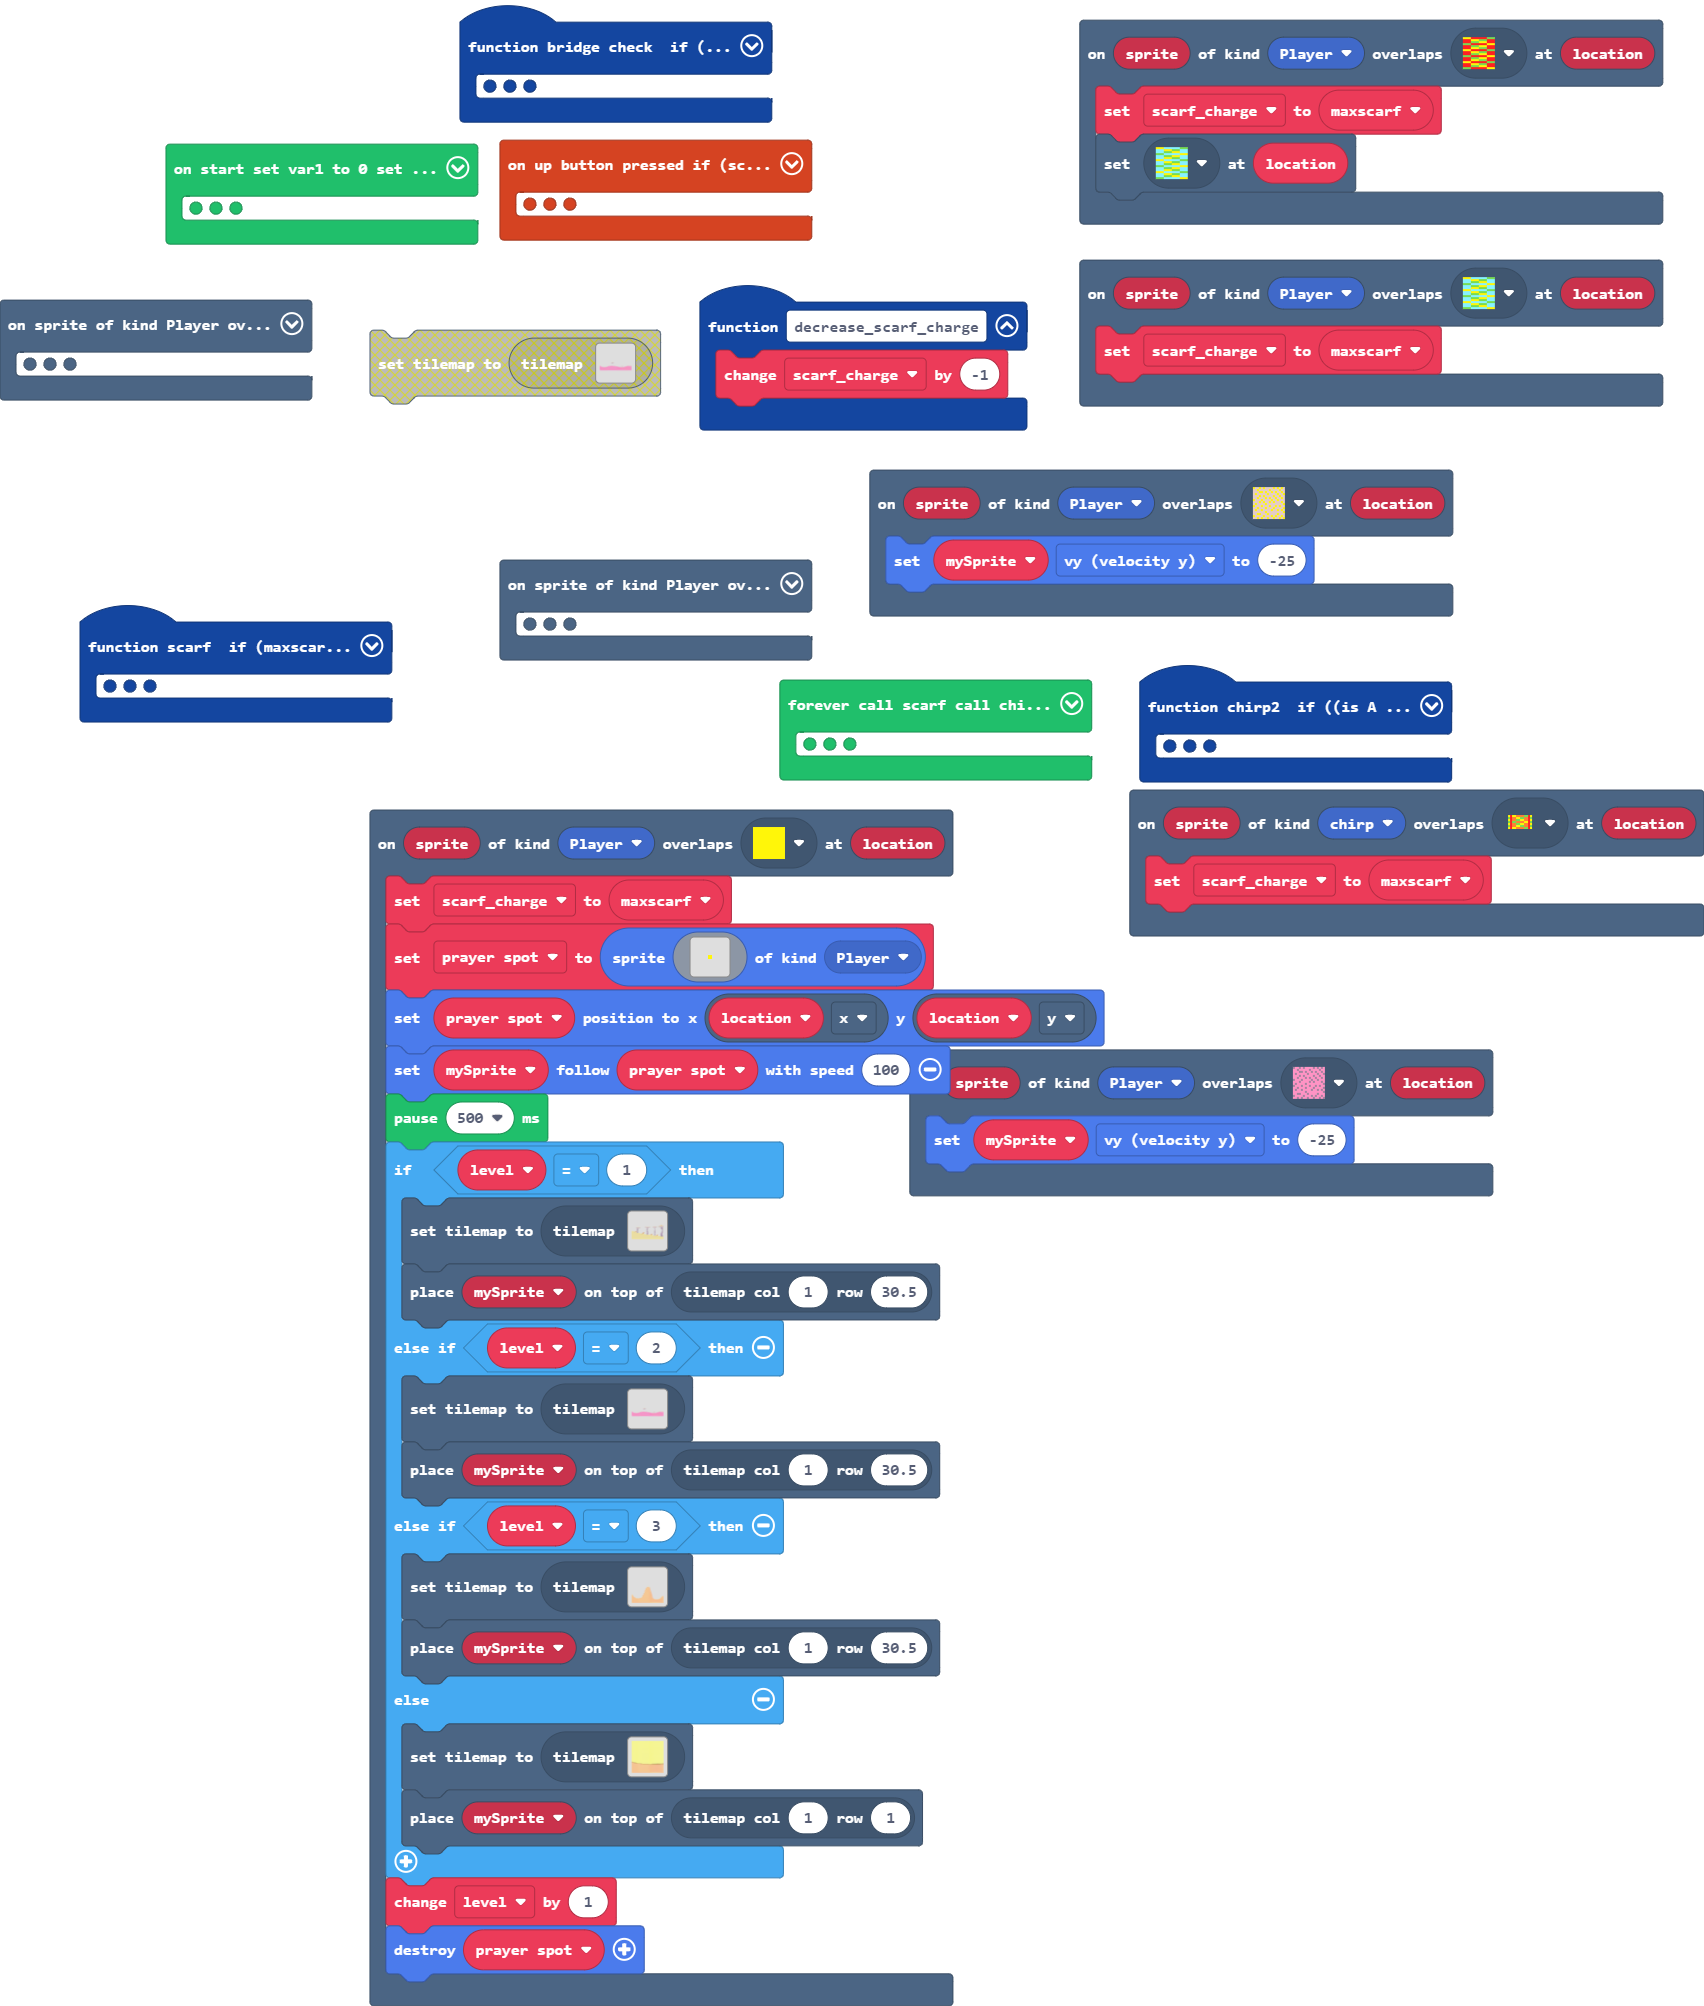 function bridge check  if (...
on start set var1 to 0 set ...
on up button pressed if (sc...
on sprite of kind Player overlaps at location
set scarf_charge to maxscarf
set at location
on sprite of kind Player ov...
set tilemap to tilemap
function decrease_scarf_charge
change scarf_charge by -1
on sprite of kind Player overlaps at location
set scarf_charge to maxscarf
on sprite of kind Player overlaps at location
set mySprite vy (velocity y) to -25
on sprite of kind Player ov...
function scarf  if (maxscar...
forever call scarf call chi...
function chirp2  if ((is A ...
on sprite of kind chirp overlaps at location
set scarf_charge to maxscarf
on sprite of kind Player overlaps at location
set scarf_charge to maxscarf
set prayer spot to sprite of kind Player
set prayer spot position to x location x y location y
set mySprite follow prayer spot with speed 100
pause 500 ms
sprite of kind Player overlaps at location
set mySprite vy (velocity y) to -25
if level = 1 then
set tilemap to tilemap
place mySprite on top of tilemap col 1 row 30.5
else if level = 2 then
set tilemap to tilemap
place mySprite on top of tilemap col 1 row 30.5
else if level = 3 then
set tilemap to tilemap
place mySprite on top of tilemap col 1 row 30.5
else
set tilemap to tilemap
place mySprite on top of tilemap col 1 row 1
change level by 1
destroy prayer spot